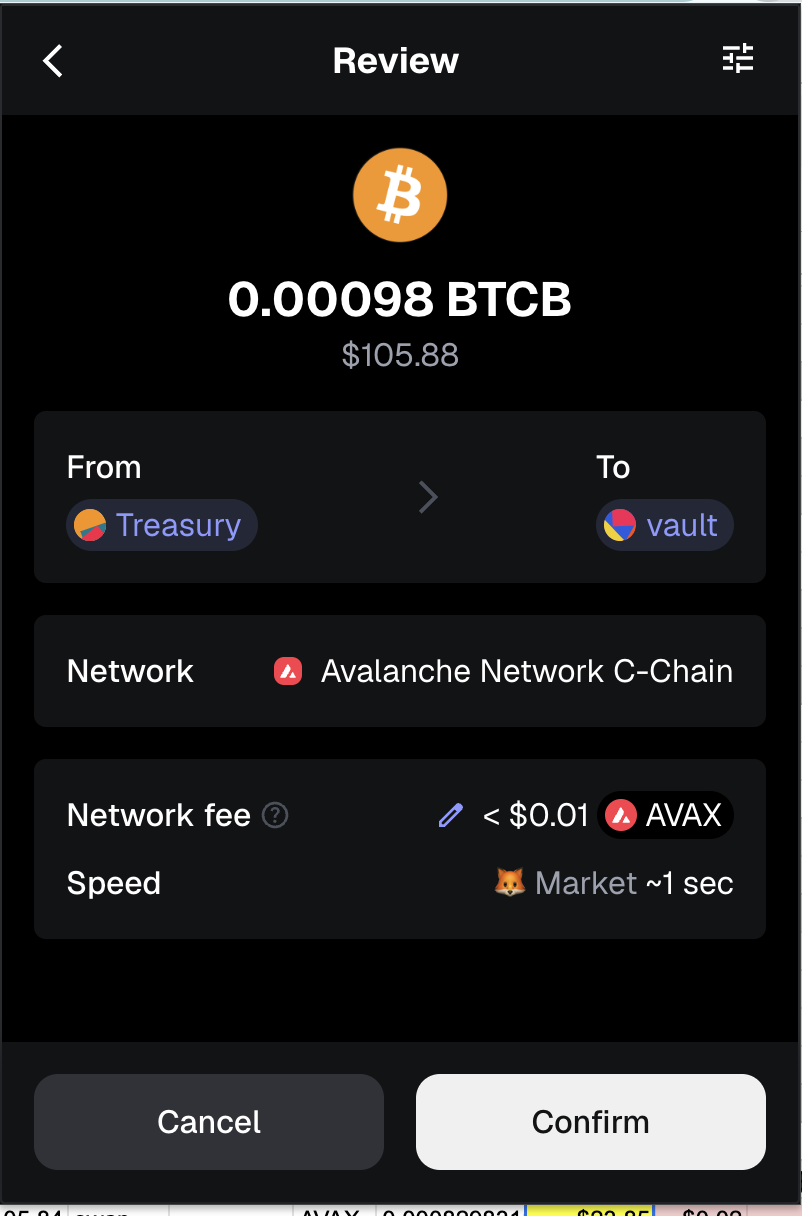 Review
0.00098 BTCB
$105.88
From
To
Treasury
vault
Network
Avalanche Network C-Chain
Network fee
< $0.01
AVAX
Speed
Market ~1 sec
Cancel
Confirm